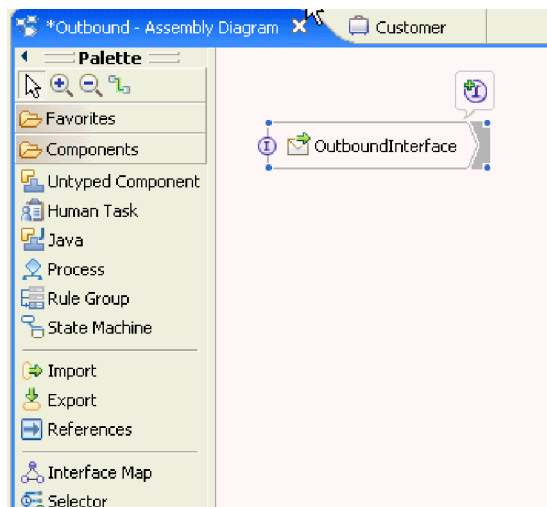 *Outbound - Assembly Diagram
Customer
Palette
Favorites
Components
Untyped Component
Human Task
Java
Process
Rule Group
State Machine
Import
Export
References
Interface Map
Selector
I
I OutboundInterface